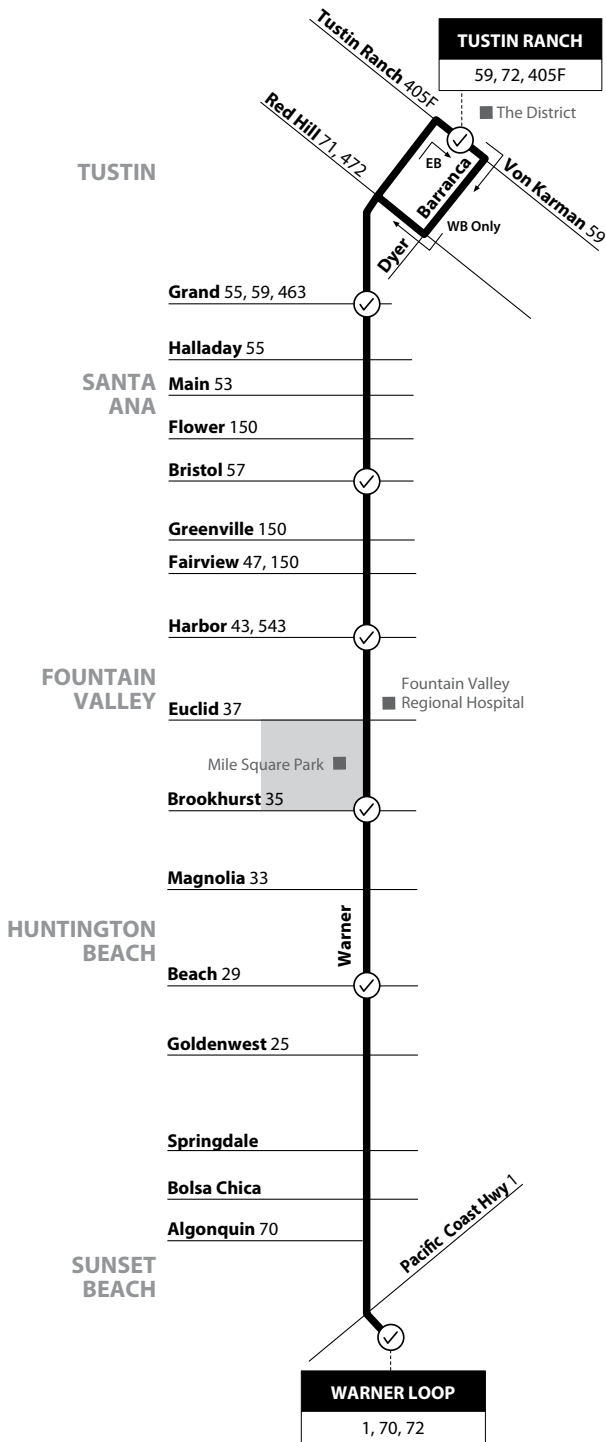 TUSTIN RANCH
59, 72, 405F
Tustin Ranch 405F
The District
Red Hill 71, 472
EB
Barranca
Von Karman 59
TUSTIN
WB Only
Dyer
Grand 55, 59, 463
Halladay 55
SANTA
ANA
Main 53
Flower 150
Bristol 57
Greenville 150
Fairview 47, 150
Harbor 43, 543
FOUNTAIN
VALLEY
Fountain Valley
Regional Hospital
Euclid 37
Mile Square Park
Brookhurst 35
Magnolia 33
Warner
HUNTINGTON
BEACH
Beach 29
Goldenwest 25
Springdale
Bolsa Chica
Algonquin 70
Pacific Coast Hwy 1
SUNSET
BEACH
WARNER LOOP
1, 70, 72